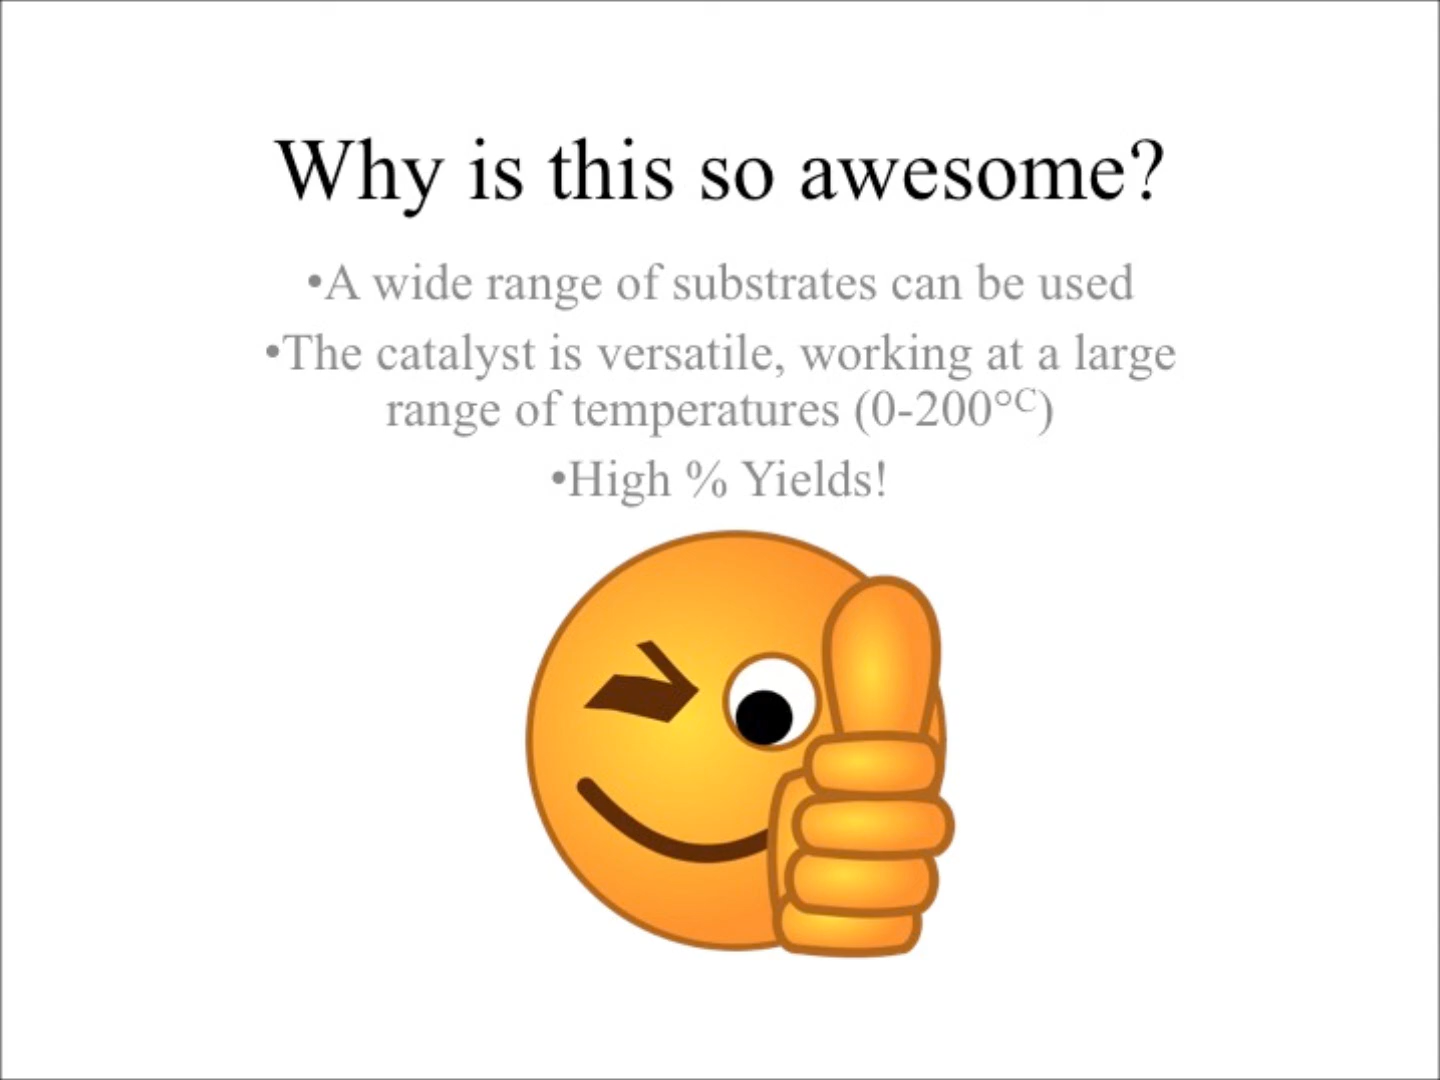 Why is this so awesome?
•A wide range of substrates can be used
•The catalyst is versatile, working at a large
range of temperatures (0-200°ᶜ)
•High % Yields!